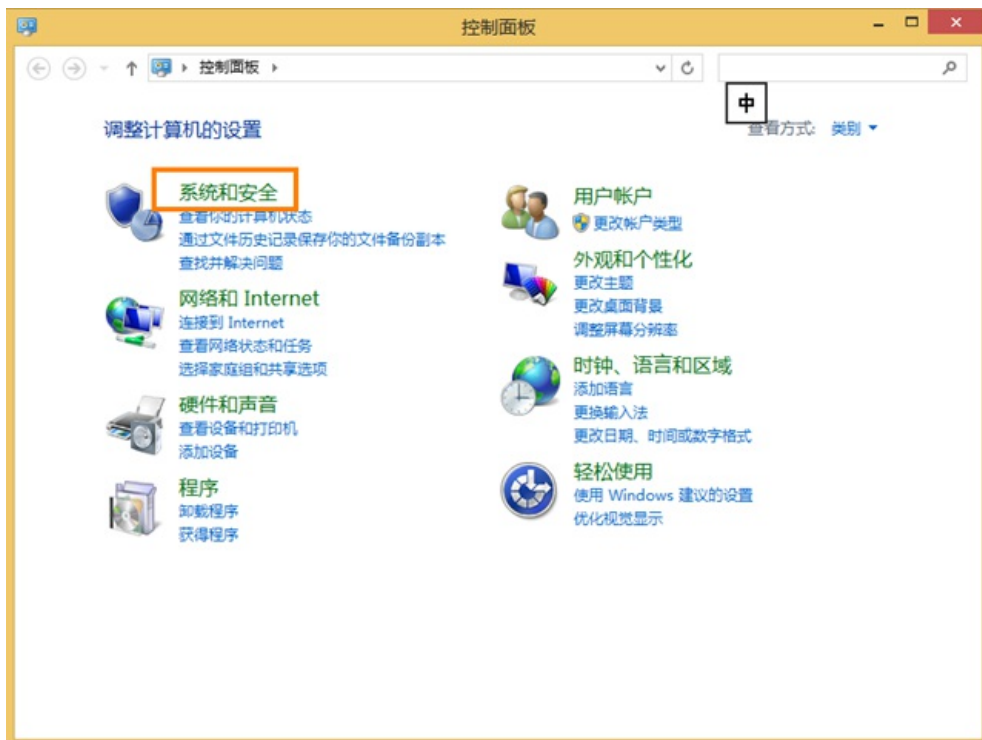 控制面板
控制面板
中
调整计算机的设置
查看方式: 类别
系统和安全
查看你的计算机状态
通过文件历史记录保存你的文件备份副本
查找并解决问题
网络和 Internet
连接到 Internet
查看网络状态和任务
选择家庭组和共享选项
硬件和声音
查看设备和打印机
添加设备
程序
卸载程序
获得程序
用户帐户
更改帐户类型
外观和个性化
更改主题
更改桌面背景
调整屏幕分辨率
时钟、语言和区域
添加语言
更换输入法
更改日期、时间或数字格式
轻松使用
使用 Windows 建议的设置
优化视觉显示